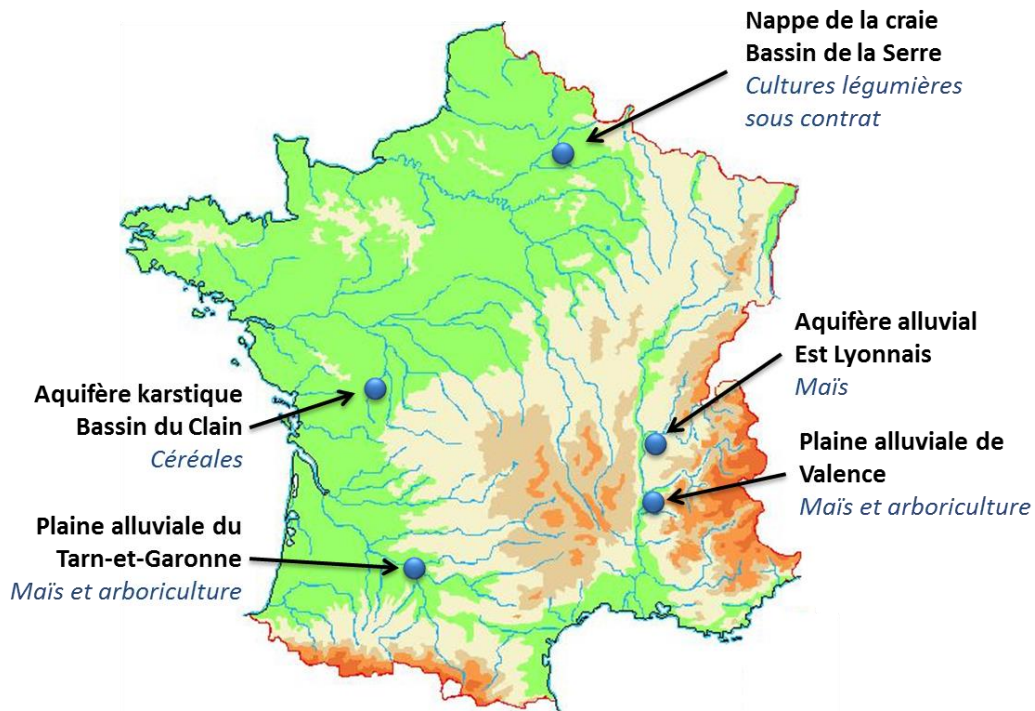 Nappe de la craie
Bassin de la Serre
Cultures légumières
sous contrat
Aquifère alluvial
Est Lyonnais
Maïs
Aquifère karstique
Bassin du Clain
Céréales
Plaine alluviale de
Valence
Maïs et arboriculture
Plaine alluviale du
Tarn-et-Garonne
Maïs et arboriculture